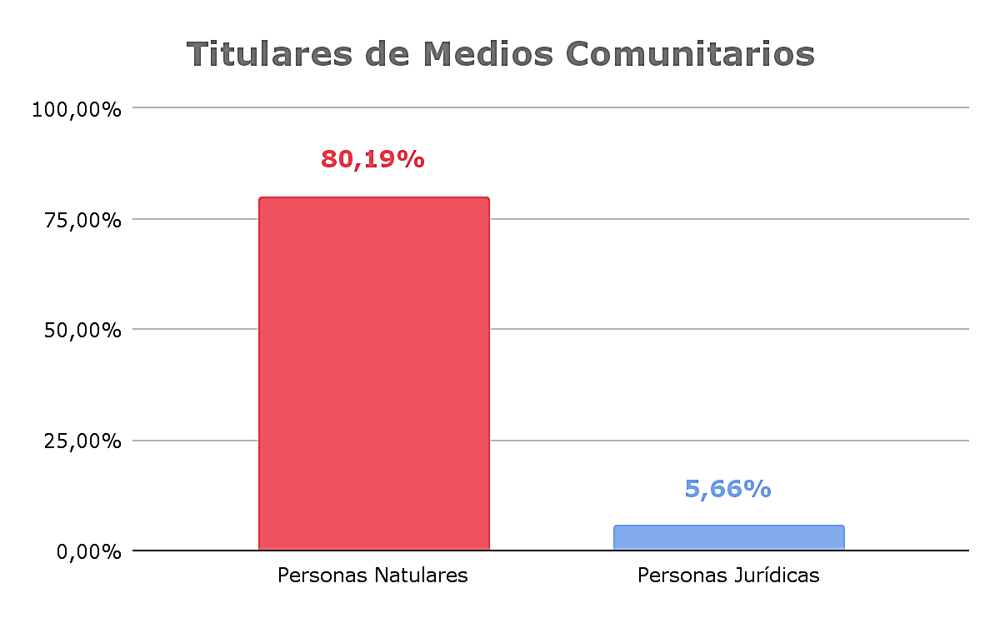 Titulares de Medios Comunitarios
100,00%
80,19%
75,00%
50,00%
25,00%
5,66%
0,00%
Personas Natulares
Personas Jurídicas